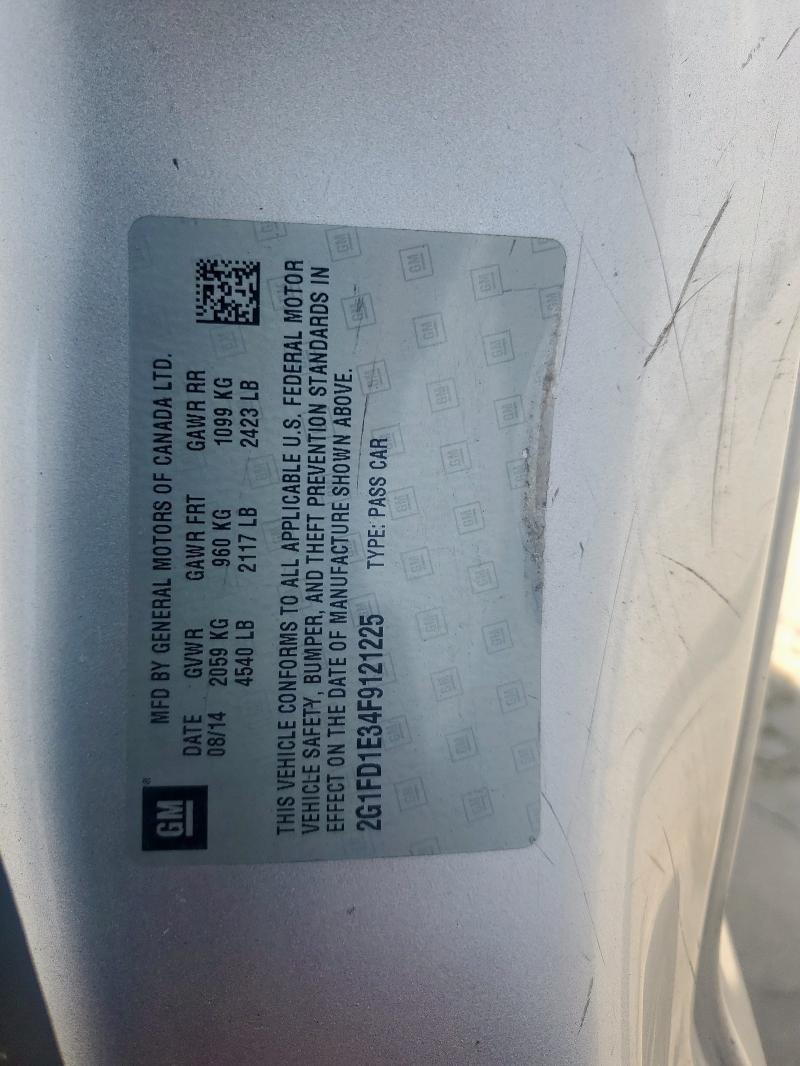 GM
MFD BY GENERAL MOTORS OF CANADA LTD.
DATE GVWR GAWR FRT GAWR RR
08/14 2059 KG 960 KG 1099 KG
4540 LB 2117 LB 2423 LB
THIS VEHICLE CONFORMS TO ALL APPLICABLE U.S. FEDERAL MOTOR
VEHICLE SAFETY, BUMPER, AND THEFT PREVENTION STANDARDS IN
EFFECT ON THE DATE OF MANUFACTURE SHOWN ABOVE.
2G1FD1E34F9121225 TYPE: PASS CAR